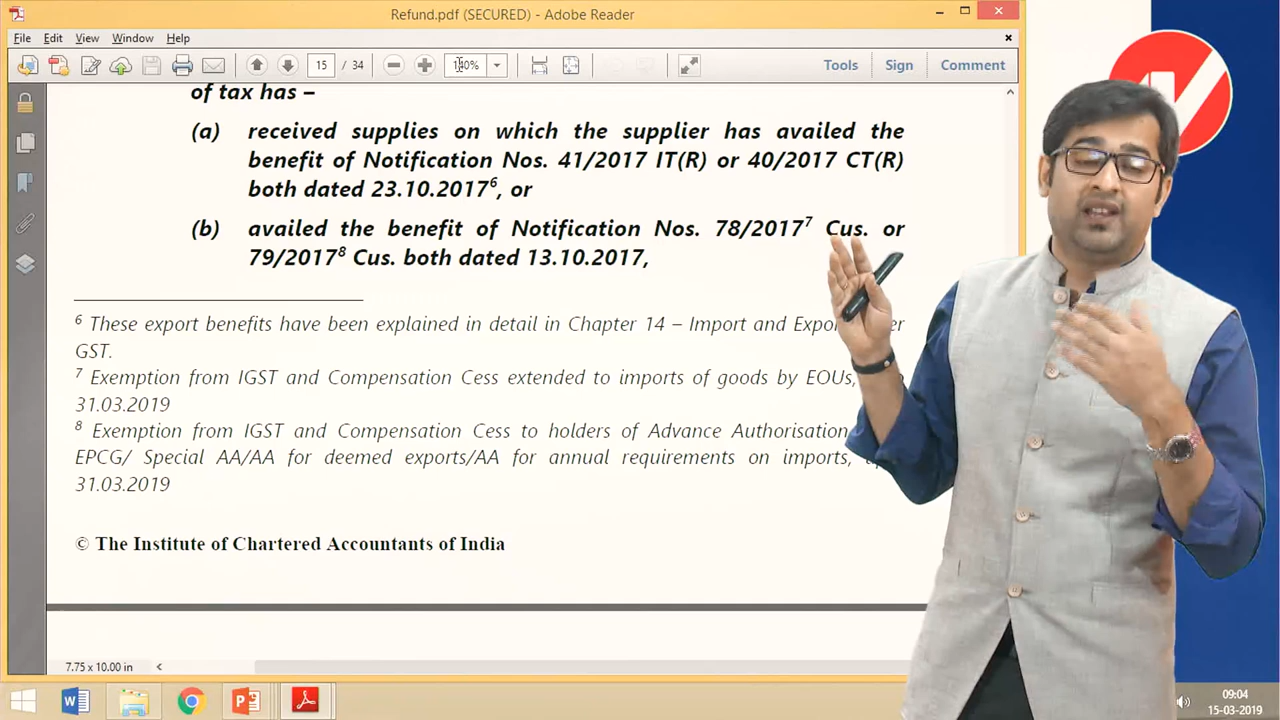 Refund.pdf (SECURED) - Adobe Reader
File Edit View Window Help
15 / 34
Tools Sign Comment
of tax has –
(a) received supplies on which the supplier has availed the
benefit of Notification Nos. 41/2017 IT(R) or 40/2017 CT(R)
both dated 23.10.2017⁶, or
(b) availed the benefit of Notification Nos. 78/2017⁷ Cus. or
79/2017⁸ Cus. both dated 13.10.2017,
⁶ These export benefits have been explained in detail in Chapter 14 – Import and
GST.
⁷ Exemption from IGST and Compensation Cess extended to imports of goods by EOUs,
31.03.2019
⁸ Exemption from IGST and Compensation Cess to holders of Advance Authorisation
EPCG/ Special AA/AA for deemed exports/AA for annual requirements on imports,
31.03.2019
© The Institute of Chartered Accountants of India
7.75 x 10.00 in
09:04
15-03-2019